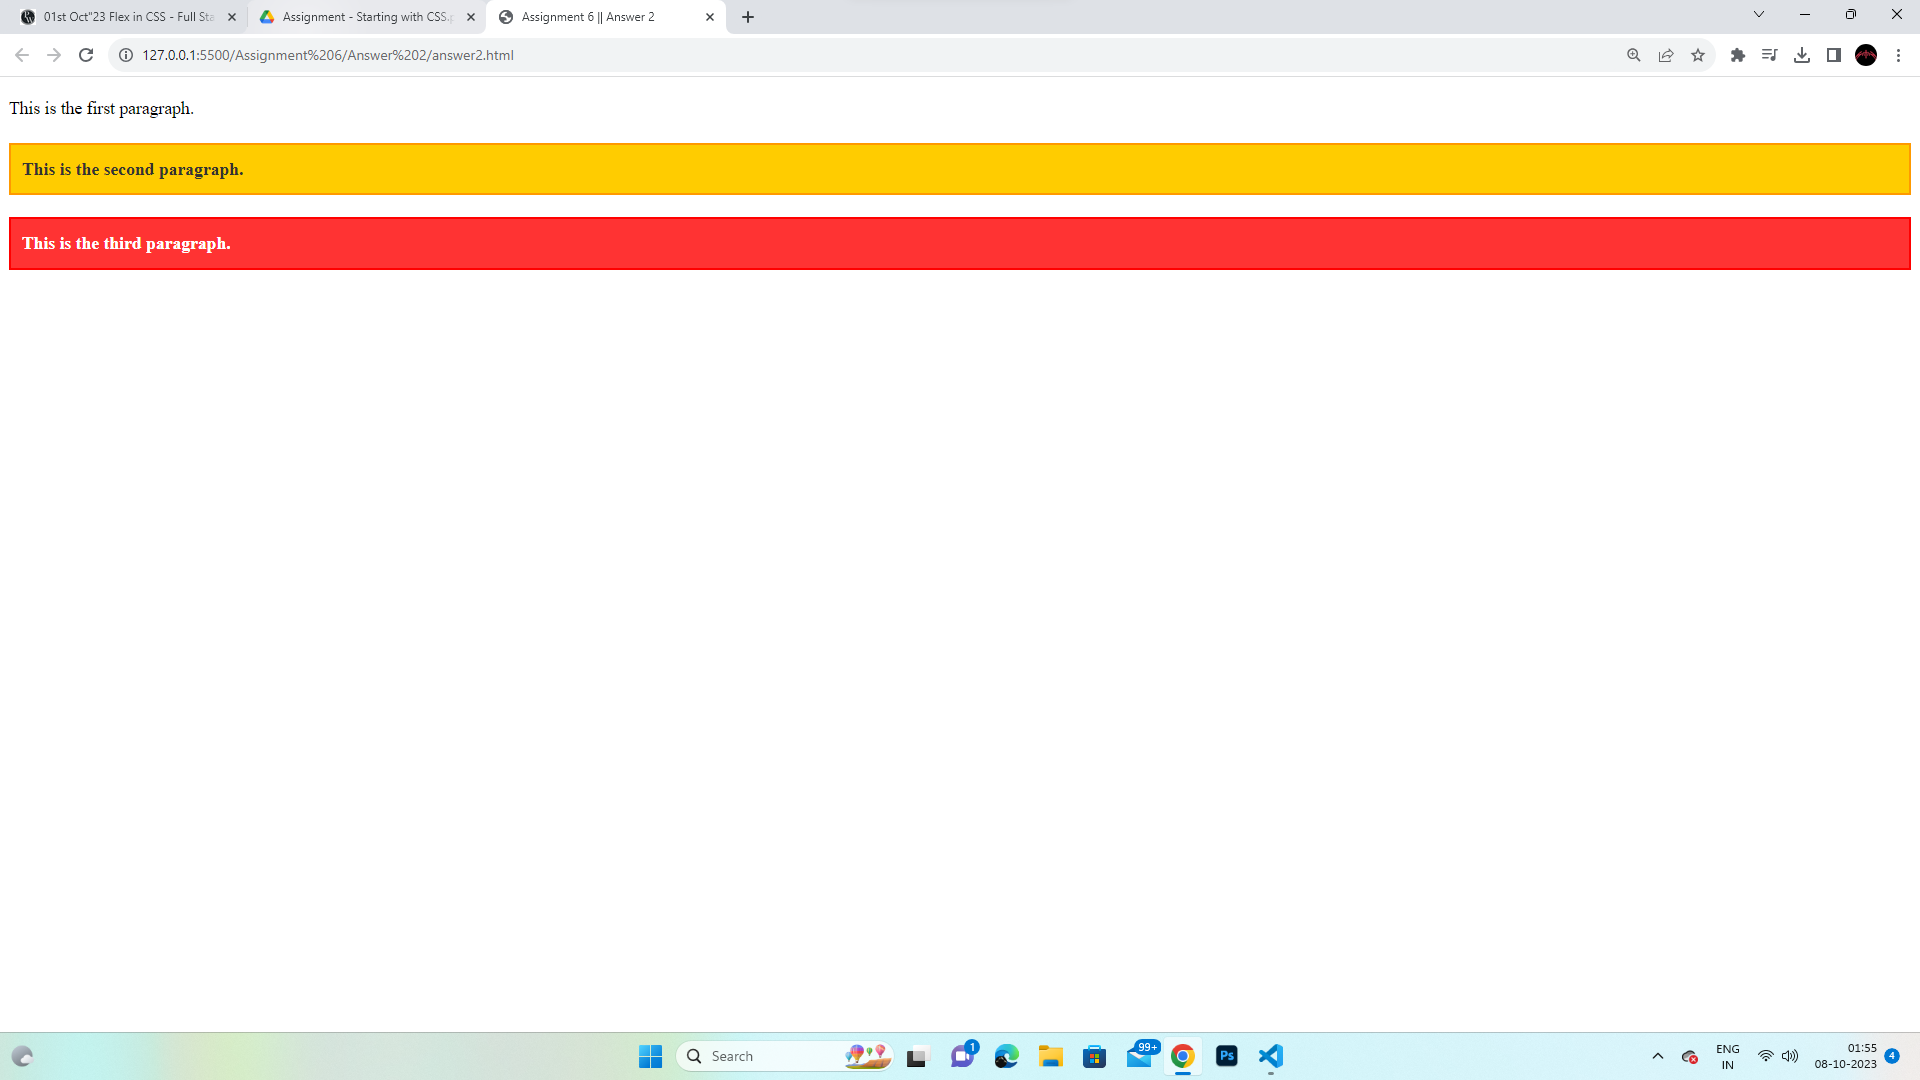 01st Oct"23 Flex in CSS - Full Sta
Assignment - Starting with CSS.p
Assignment 6 || Answer 2
127.0.0.1:5500/Assignment%206/Answer%202/answer2.html
This is the first paragraph.
This is the second paragraph.
This is the third paragraph.
Search
1
99+
Ps
ENG
IN
01:55
08-10-2023
4